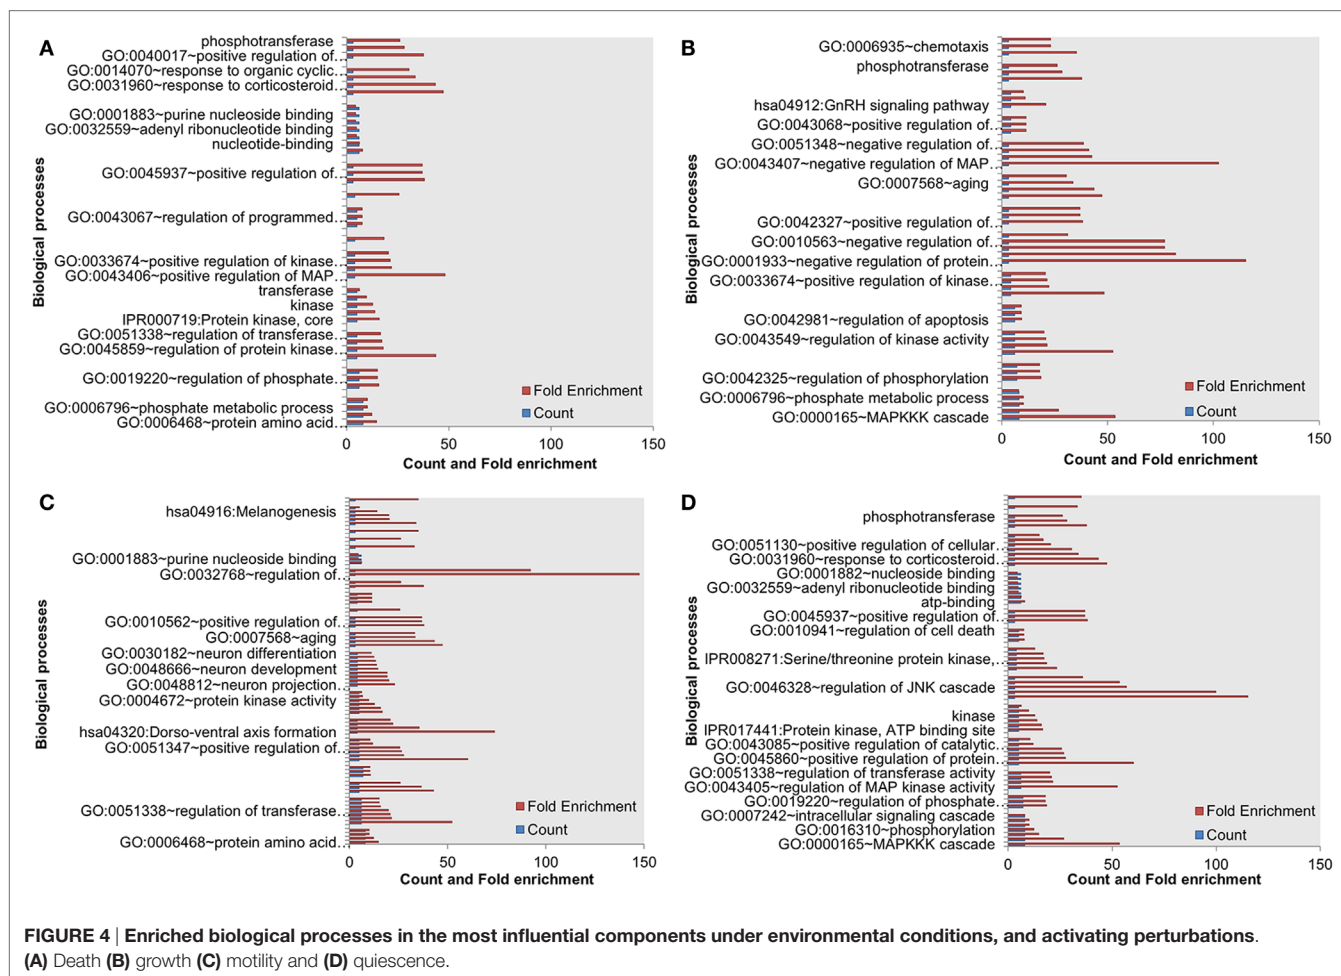 A
phosphotransferase
GO:0040017~positive regulation of…
GO:0014070~response to organic cyclic…
GO:0031960~response to corticosteroid…
GO:0001883~purine nucleoside binding
GO:0032559~adenyl ribonucleotide binding
nucleotide-binding
GO:0045937~positive regulation of…
GO:0043067~regulation of programmed…
GO:0033674~positive regulation of kinase…
GO:0043406~positive regulation of MAP…
transferase
kinase
IPR000719:Protein kinase, core
GO:0051338~regulation of transferase…
GO:0045859~regulation of protein kinase…
GO:0019220~regulation of phosphate…
GO:0006796~phosphate metabolic process
GO:0006468~protein amino acid…
Biological processes
Fold Enrichment
Count
0 50 100 150
Count and Fold enrichment
B
GO:0006935~chemotaxis
phosphotransferase
hsa04912:GnRH signaling pathway
GO:0043068~positive regulation of…
GO:0051348~negative regulation of…
GO:0043407~negative regulation of MAP…
GO:0007568~aging
GO:0042327~positive regulation of…
GO:0010563~negative regulation of…
GO:0001933~negative regulation of protein…
GO:0033674~positive regulation of kinase…
GO:0042981~regulation of apoptosis
GO:0043549~regulation of kinase activity
GO:0042325~regulation of phosphorylation
GO:0006796~phosphate metabolic process
GO:0000165~MAPKKK cascade
Biological processes
Fold Enrichment
Count
0 50 100 150
Count and Fold enrichment
C
hsa04916:Melanogenesis
GO:0001883~purine nucleoside binding
GO:0032768~regulation of…
GO:0010562~positive regulation of…
GO:0007568~aging
GO:0030182~neuron differentiation
GO:0048666~neuron development
GO:0048812~neuron projection…
GO:0004672~protein kinase activity
hsa04320:Dorso-ventral axis formation
GO:0051347~positive regulation of…
GO:0051338~regulation of transferase…
GO:0006468~protein amino acid…
Biological processes
Fold Enrichment
Count
0 50 100 150
Count and Fold enrichment
D
phosphotransferase
GO:0051130~positive regulation of cellular…
GO:0031960~response to corticosteroid…
GO:0001882~nucleoside binding
GO:0032559~adenyl ribonucleotide binding
atp-binding
GO:0045937~positive regulation of…
GO:0010941~regulation of cell death
IPR008271:Serine/threonine protein kinase,…
GO:0046328~regulation of JNK cascade
kinase
IPR017441:Protein kinase, ATP binding site
GO:0043085~positive regulation of catalytic…
GO:0045860~positive regulation of protein…
GO:0051338~regulation of transferase activity
GO:0043405~regulation of MAP kinase activity
GO:0019220~regulation of phosphate…
GO:0007242~intracellular signaling cascade
GO:0016310~phosphorylation
GO:0000165~MAPKKK cascade
Biological processes
Fold Enrichment
Count
0 50 100 150
Count and Fold enrichment
FIGURE 4 | Enriched biological processes in the most influential components under environmental conditions, and activating perturbations.
(A) Death (B) growth (C) motility and (D) quiescence.